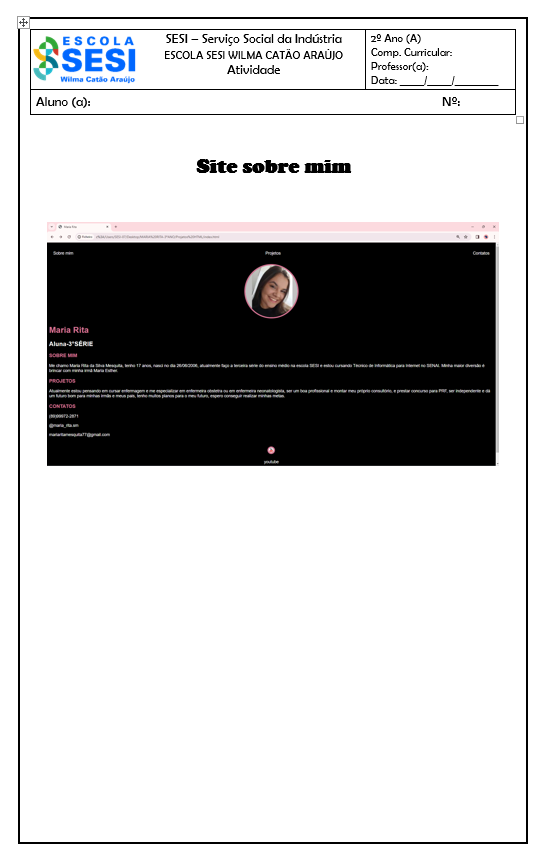 ESCOLA
SESI
Wilma Catão Araújo
SESI – Serviço Social da Indústria
ESCOLA SESI WILMA CATÃO ARAÚJO
Atividade
2º Ano (A)
Comp. Curricular:
Professor(a):
Data: ____/____/_______
Aluno (a):
Nº:
Site sobre mim
Maria Rita
Sobre mim
Projetos
Contatos
Maria Rita
Aluna-3°SÉRIE
SOBRE MIM
Me chamo Maria Rita da Silva Mesquita, tenho 17 anos, nasci no dia 26/08/2006, atualmente faço a terceira série do ensino médio na escola SESI e estou cursando Técnico de Informática para Internet no SENAI. Minha maior diversão é
brincar com minha irmã Maria Esther.
PROJETOS
Atualmente estou pensando em cursar enfermagem e me especializar em enfermeira obstetra ou em enfermeira neonatologista, ser um boa profissional e montar meu próprio consultório, e prestar concurso para PRF, ser independente e dá
um futuro bom para minhas irmãs e meus pais, tenho muitos planos para o meu futuro, espero conseguir realizar minhas metas.
CONTATOS
(88)99972-2871
@maria_rita.sm
mariaritamesquita77@gmail.com
youtube